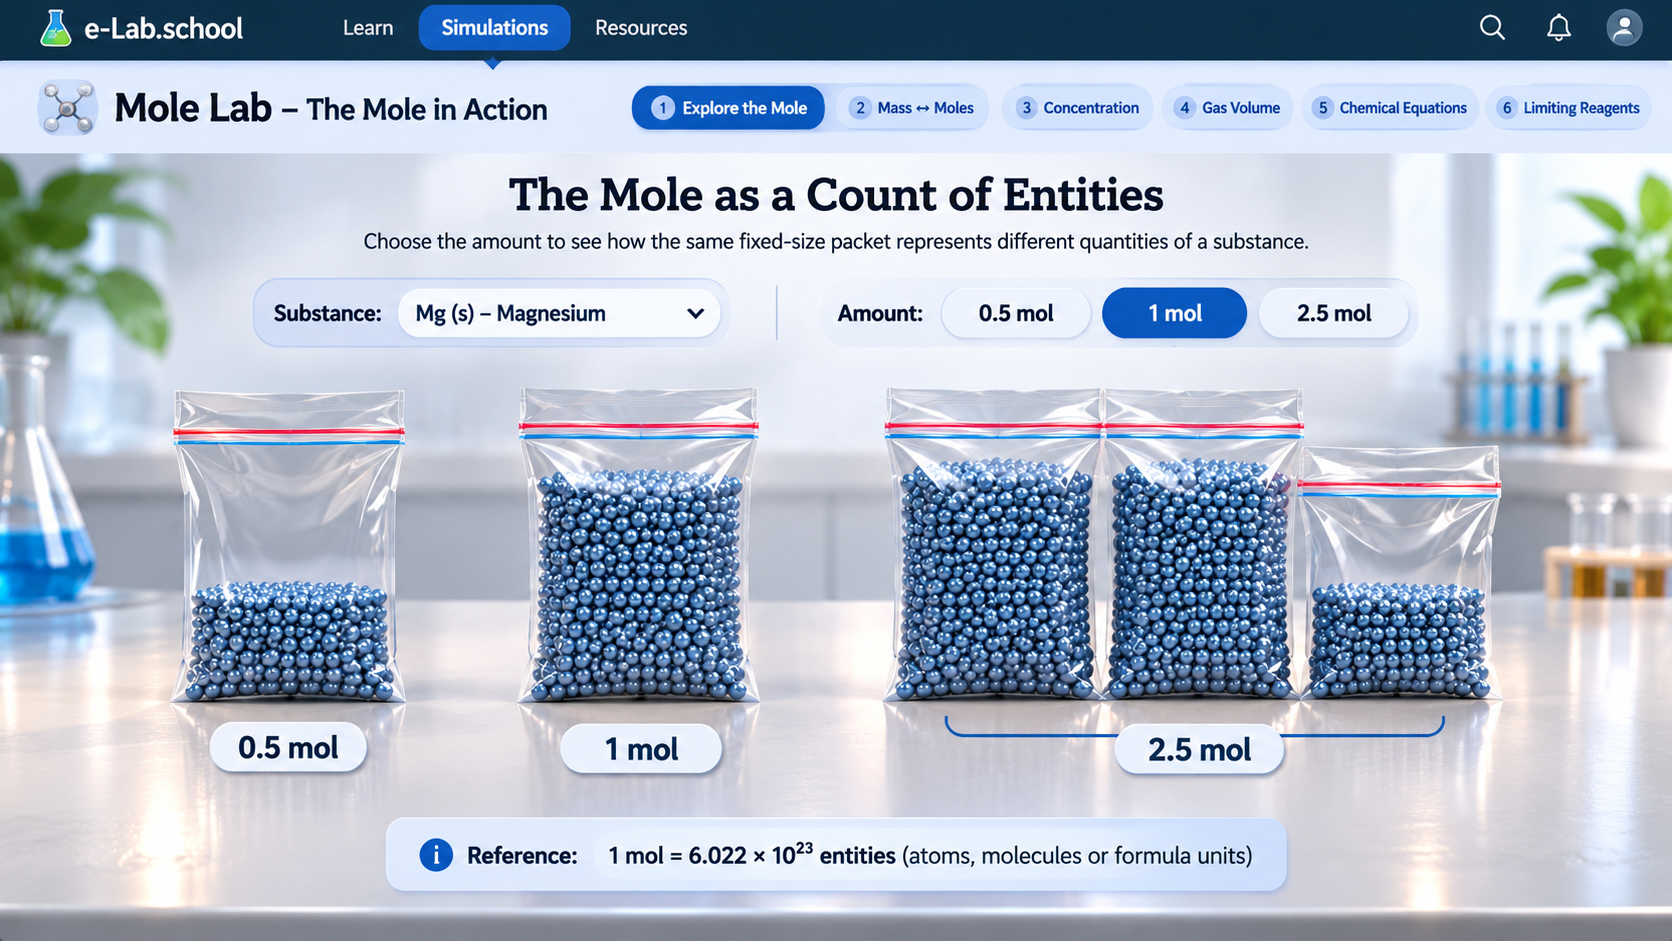 e-Lab.school
Learn
Simulations
Resources
Mole Lab – The Mole in Action
1 Explore the Mole
2 Mass ↔ Moles
3 Concentration
4 Gas Volume
5 Chemical Equations
6 Limiting Reagents
The Mole as a Count of Entities
Choose the amount to see how the same fixed-size packet represents different quantities of a substance.
Substance: Mg (s) – Magnesium
Amount: 0.5 mol 1 mol 2.5 mol
0.5 mol
1 mol
2.5 mol
i Reference: 1 mol = 6.022 × 10²³ entities (atoms, molecules or formula units)